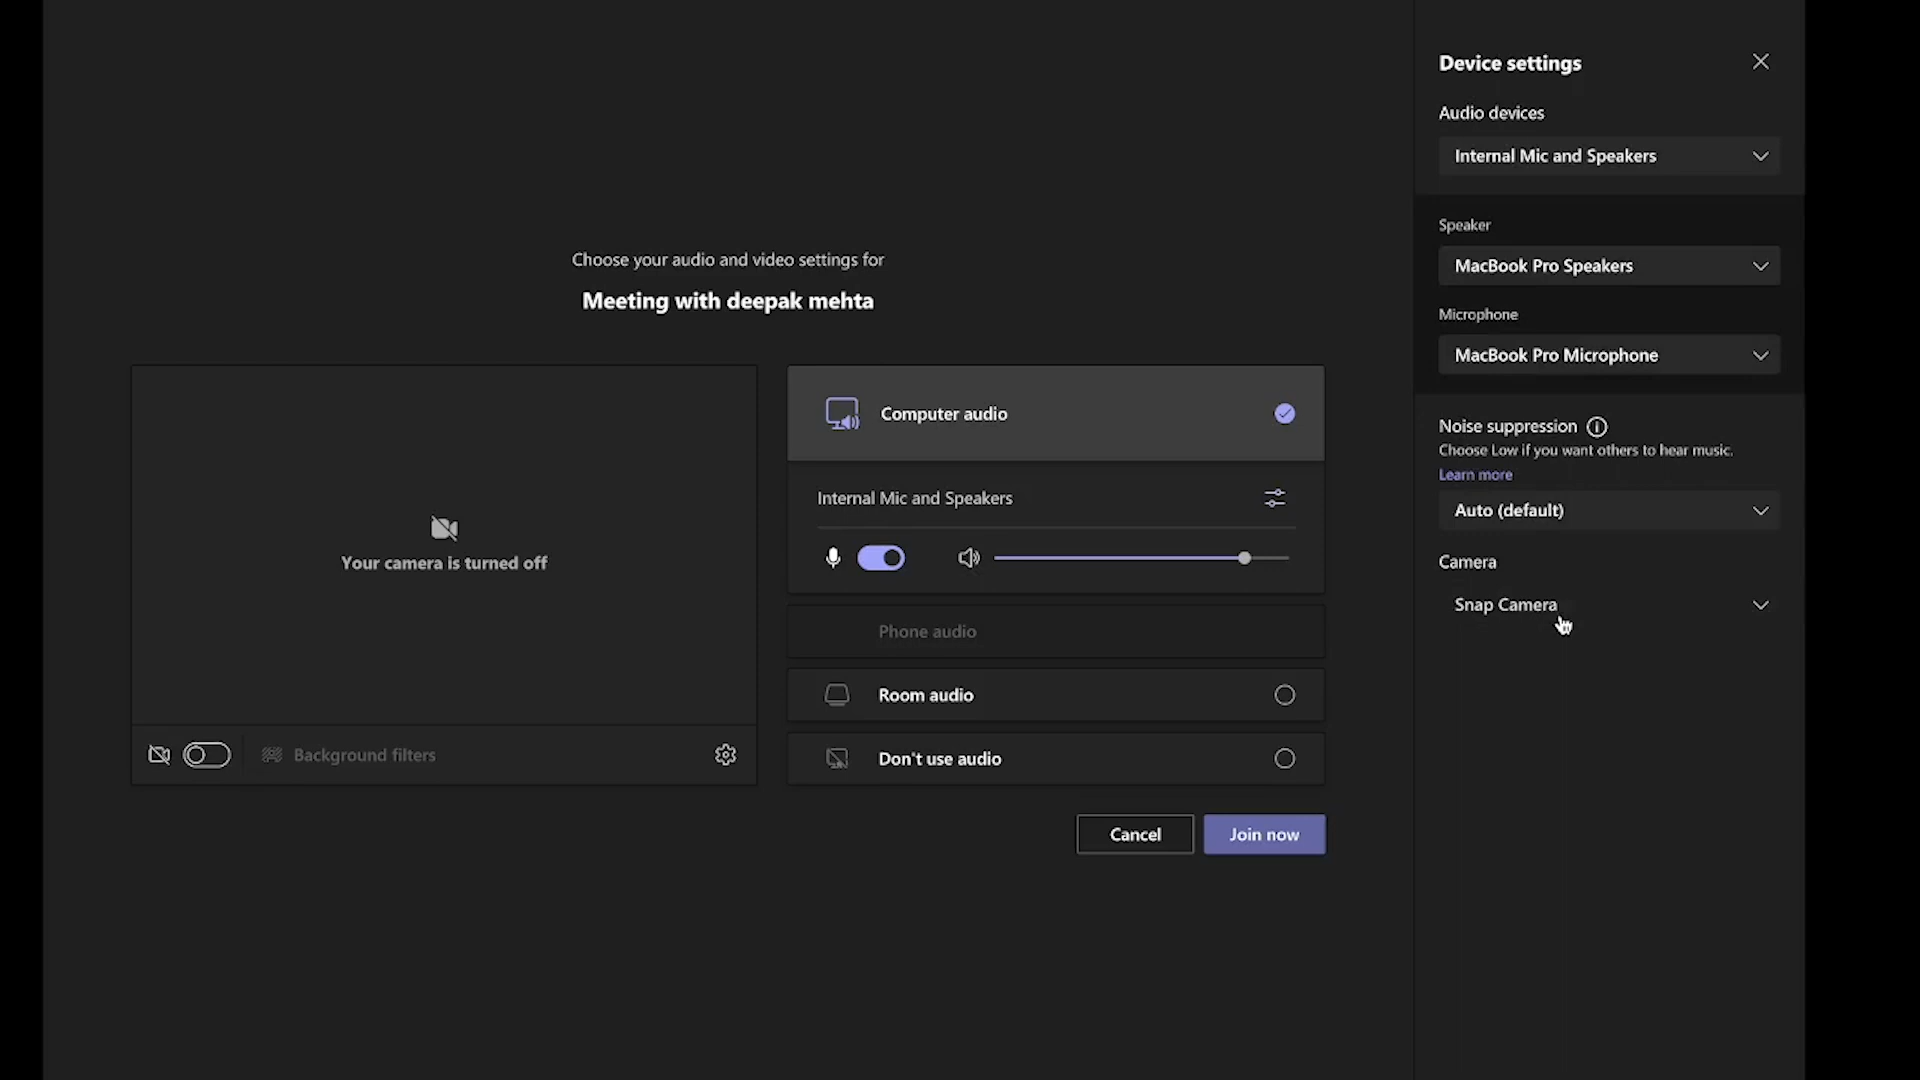 Choose your audio and video settings for
Meeting with deepak mehta
Your camera is turned off
Background filters
Computer audio
Internal Mic and Speakers
Phone audio
Room audio
Don't use audio
Cancel
Join now
Device settings
Audio devices
Internal Mic and Speakers
Speaker
MacBook Pro Speakers
Microphone
MacBook Pro Microphone
Noise suppression
Choose Low if you want others to hear music.
Learn more
Auto (default)
Camera
Snap Camera